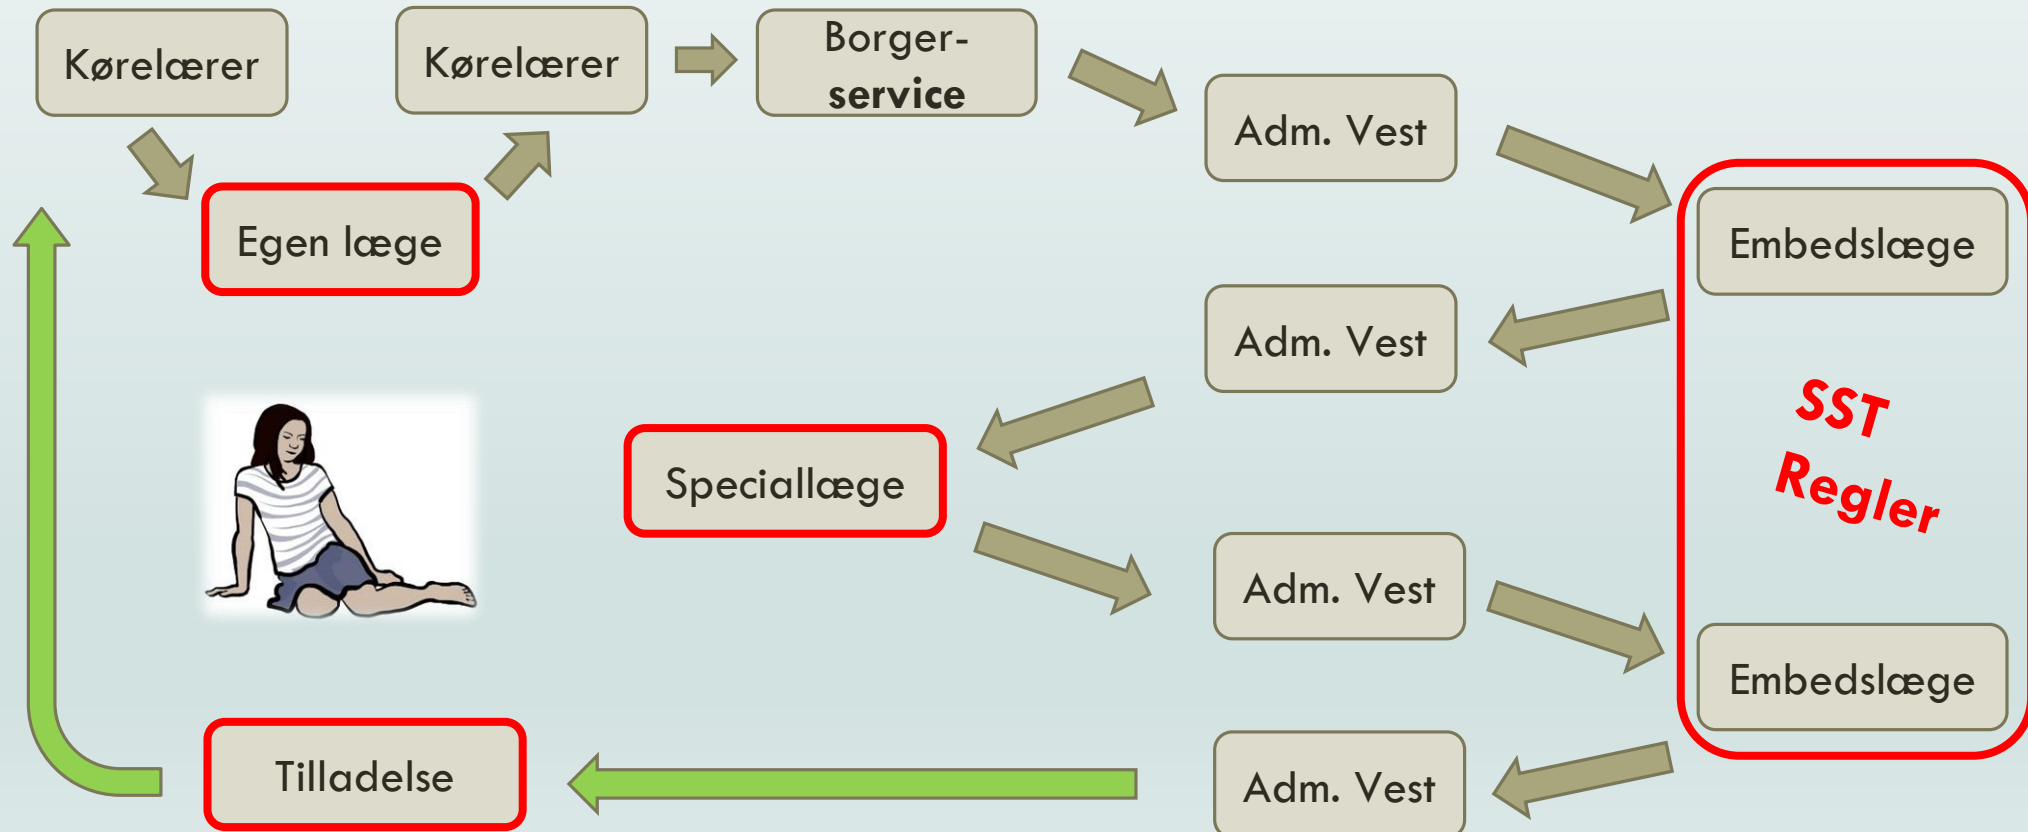 Kørelærer
Kørelærer
Borger-
service
Adm. Vest
Egen læge
Embedslæge
Adm. Vest
SST
Regler
Speciallæge
Adm. Vest
Embedslæge
Tilladelse
Adm. Vest